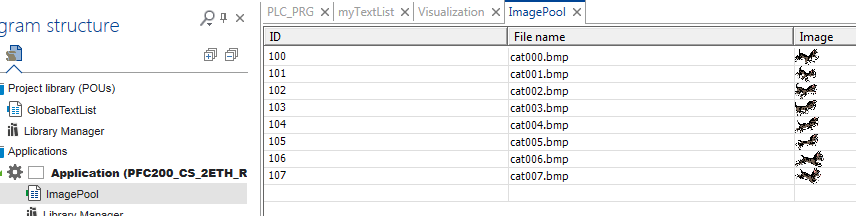 gram structure
Project library (POUs)
GlobalTextList
Library Manager
Applications
Application (PFC200_CS_2ETH_R
ImagePool
Library Manager
PLC_PRG myTextList Visualization ImagePool
ID File name Image
100 cat000.bmp
101 cat001.bmp
102 cat002.bmp
103 cat003.bmp
104 cat004.bmp
105 cat005.bmp
106 cat006.bmp
107 cat007.bmp